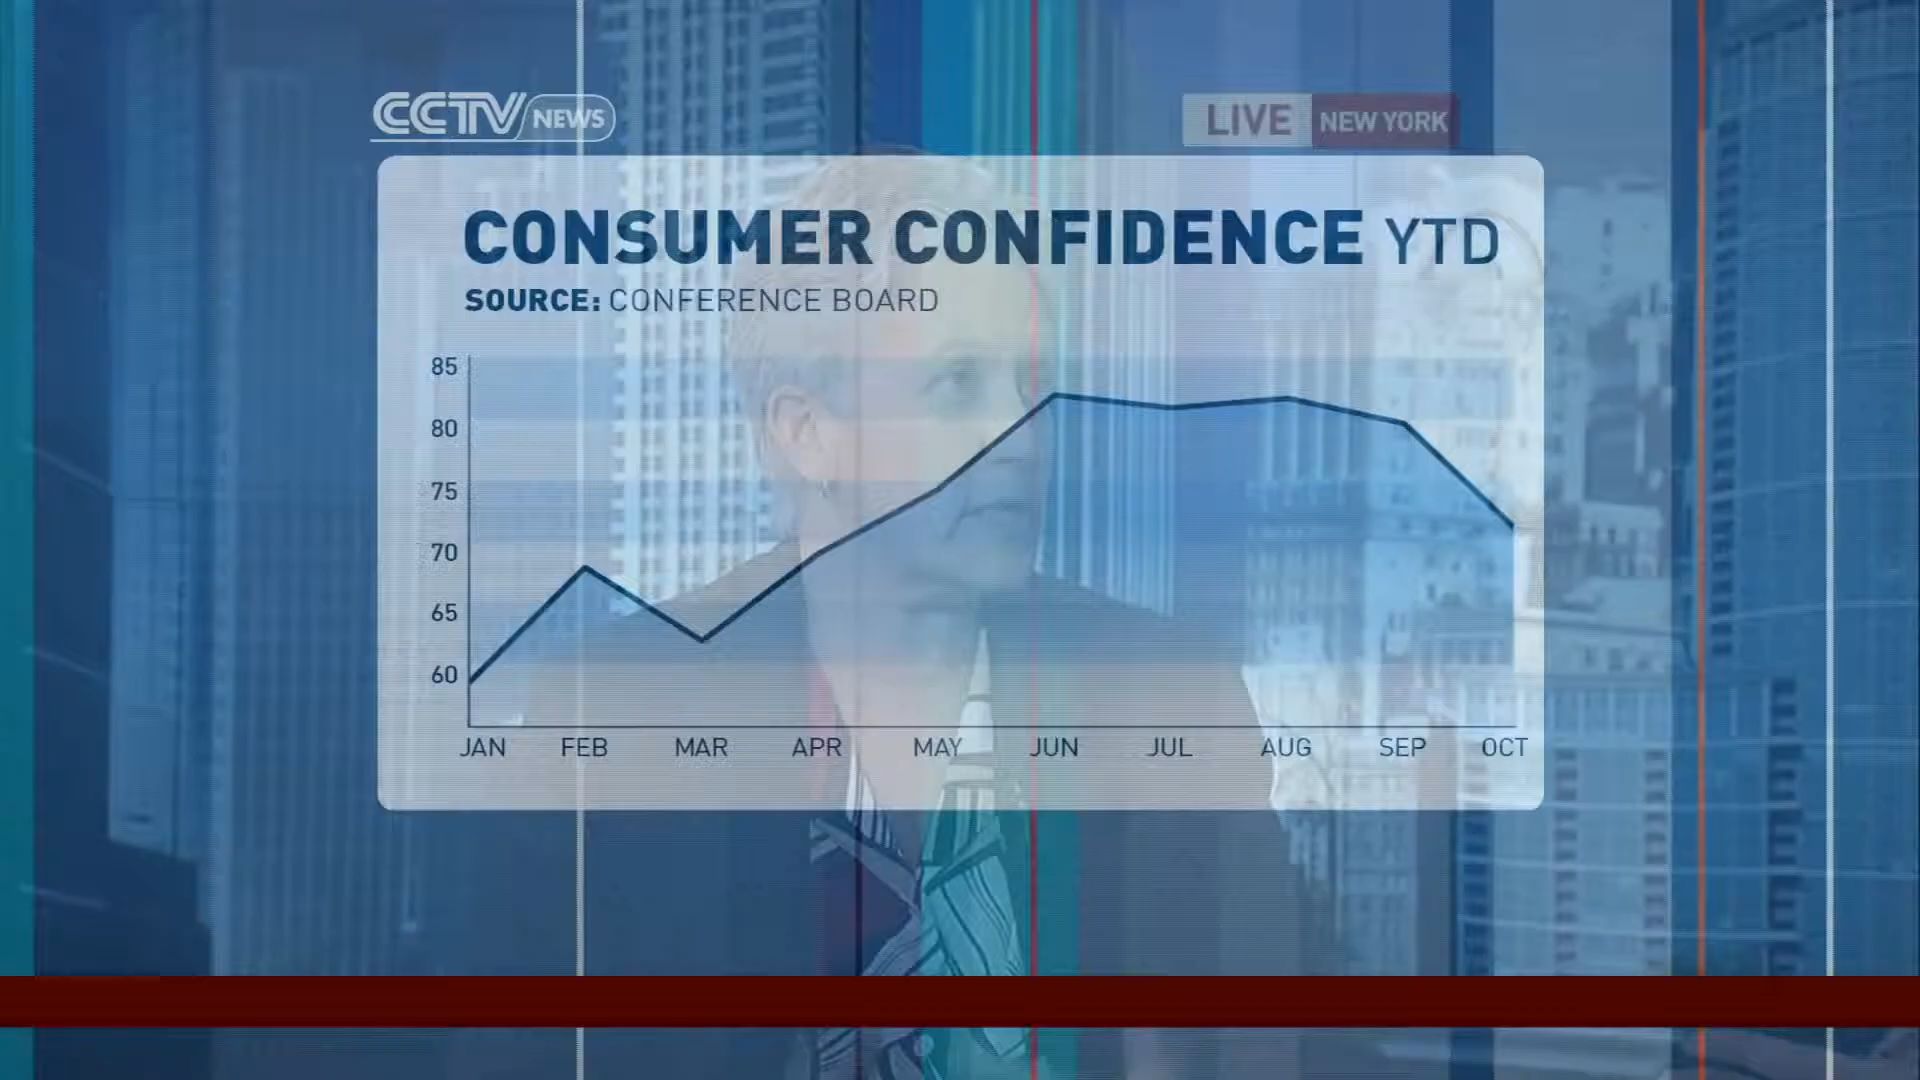 CCTV NEWS
LIVE NEW YORK
CONSUMER CONFIDENCE YTD
SOURCE: CONFERENCE BOARD
85
80
75
70
65
60
JAN FEB MAR APR MAY JUN JUL AUG SEP OCT